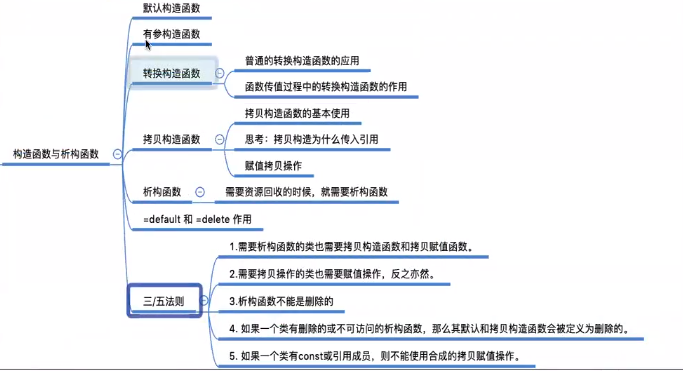 构造函数与析构函数
默认构造函数
有参构造函数
转换构造函数
普通的转换构造函数的应用
函数传值过程中的转换构造函数的作用
拷贝构造函数
拷贝构造函数的基本使用
思考：拷贝构造为什么传入引用
赋值拷贝操作
析构函数
需要资源回收的时候，就需要析构函数
=default 和 =delete 作用
三/五法则
1.需要析构函数的类也需要拷贝构造函数和拷贝赋值函数。
2.需要拷贝操作的类也需要赋值操作，反之亦然。
3.析构函数不能是删除的
4. 如果一个类有删除的或不可访问的析构函数，那么其默认和拷贝构造函数会被定义为删除的。
5. 如果一个类有const或引用成员，则不能使用合成的拷贝赋值操作。